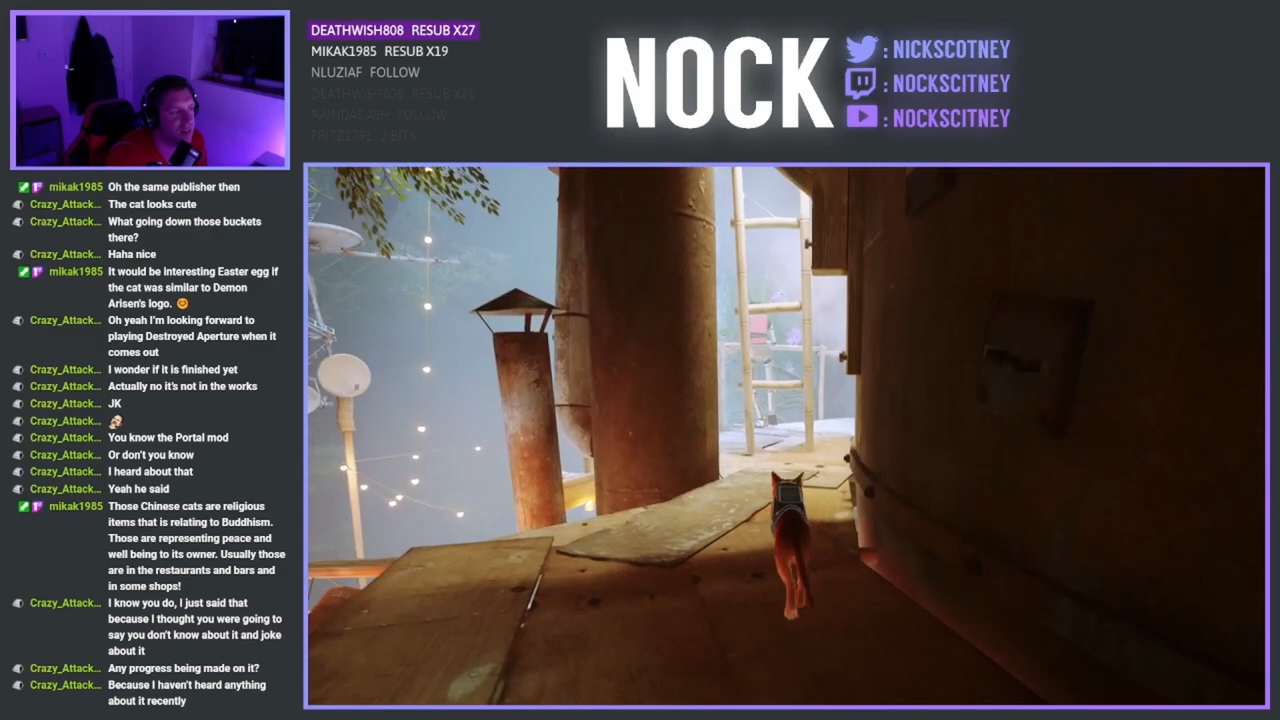 DEATHWISH808 RESUB X27
MIKAK1985 RESUB X19
NLUZIAF FOLLOW
DEATHWISH808 RESUB X26
RAINDACASH FOLLOW
FRITZ1791 2 BITS
NOCK
: NICKSCOTNEY
: NOCKSCITNEY
: NOCKSCITNEY
mikak1985 Oh the same publisher then
Crazy_Attack... The cat looks cute
Crazy_Attack... What going down those buckets
there?
Crazy_Attack... Haha nice
mikak1985 It would be interesting Easter egg if
the cat was similar to Demon
Arisen's logo. 😊
Crazy_Attack... Oh yeah I'm looking forward to
playing Destroyed Aperture when it
comes out
Crazy_Attack... I wonder if it is finished yet
Crazy_Attack... Actually no it's not in the works
Crazy_Attack... JK
Crazy_Attack...
Crazy_Attack... You know the Portal mod
Crazy_Attack... Or don't you know
Crazy_Attack... I heard about that
Crazy_Attack... Yeah he said
mikak1985 Those Chinese cats are religious
items that is relating to Buddhism.
Those are representing peace and
well being to its owner. Usually those
are in the restaurants and bars and
in some shops!
Crazy_Attack... I know you do, I just said that
because I thought you were going to
say you don't know about it and joke
about it
Crazy_Attack... Any progress being made on it?
Crazy_Attack... Because I haven't heard anything
about it recently